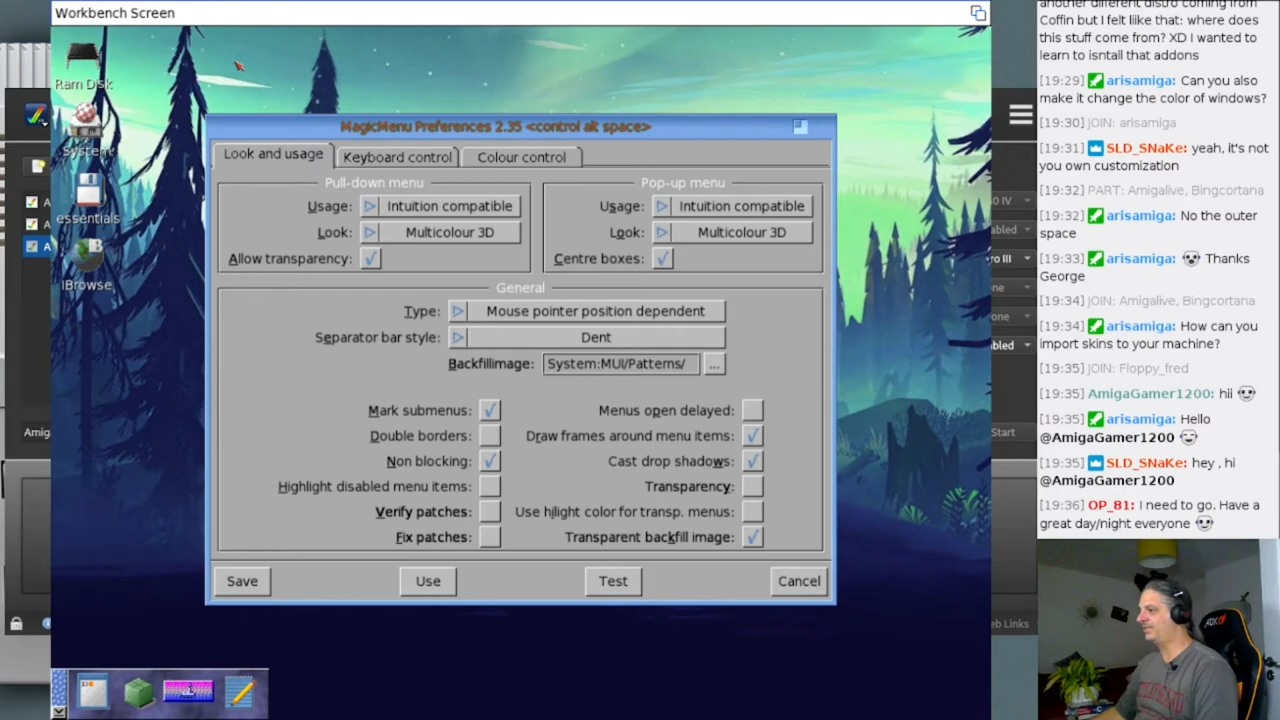 Workbench Screen
Ram Disk
System
essentials
IBrowse
MagicMenu Preferences 2.35 <control alt space>
Look and usage
Keyboard control
Colour control
Pull-down menu
Usage: Intuition compatible
Look: Multicolour 3D
Allow transparency:
Pop-up menu
Usage: Intuition compatible
Look: Multicolour 3D
Centre boxes:
General
Type: Mouse pointer position dependent
Separator bar style: Dent
Backfillimage: System:MUI/Patterns/ ...
Mark submenus:
Double borders:
Non blocking:
Highlight disabled menu items:
Verify patches:
Fix patches:
Menus open delayed:
Draw frames around menu items:
Cast drop shadows:
Transparency:
Use hilight color for transp. menus:
Transparent backfill image:
Save
Use
Test
Cancel
A
A
A
Amiga
Start
eb Links
another different distro coming from
Coffin but I felt liike that: where does
this stuff come from? XD I wanted to
learn to isntall that addons
[19:29] arisamiga: Can you also
make it change the color of windows?
[19:30] JOIN: arisamiga
[19:31] SLD_SNaKe: yeah, it's not
you own customization
[19:32] PART: Amigalive, Bingcortana
[19:32] arisamiga: No the outer
space
[19:33] arisamiga: Thanks
George
[19:34] JOIN: Amigalive, Bingcortana
[19:34] arisamiga: How can you
import skins to your machine?
[19:35] JOIN: Floppy_fred
[19:35] AmigaGamer1200: hii
[19:35] arisamiga: Hello
@AmigaGamer1200
[19:35] SLD_SNaKe: hey , hi
@AmigaGamer1200
[19:36] OP_81: I need to go. Have a
great day/night everyone